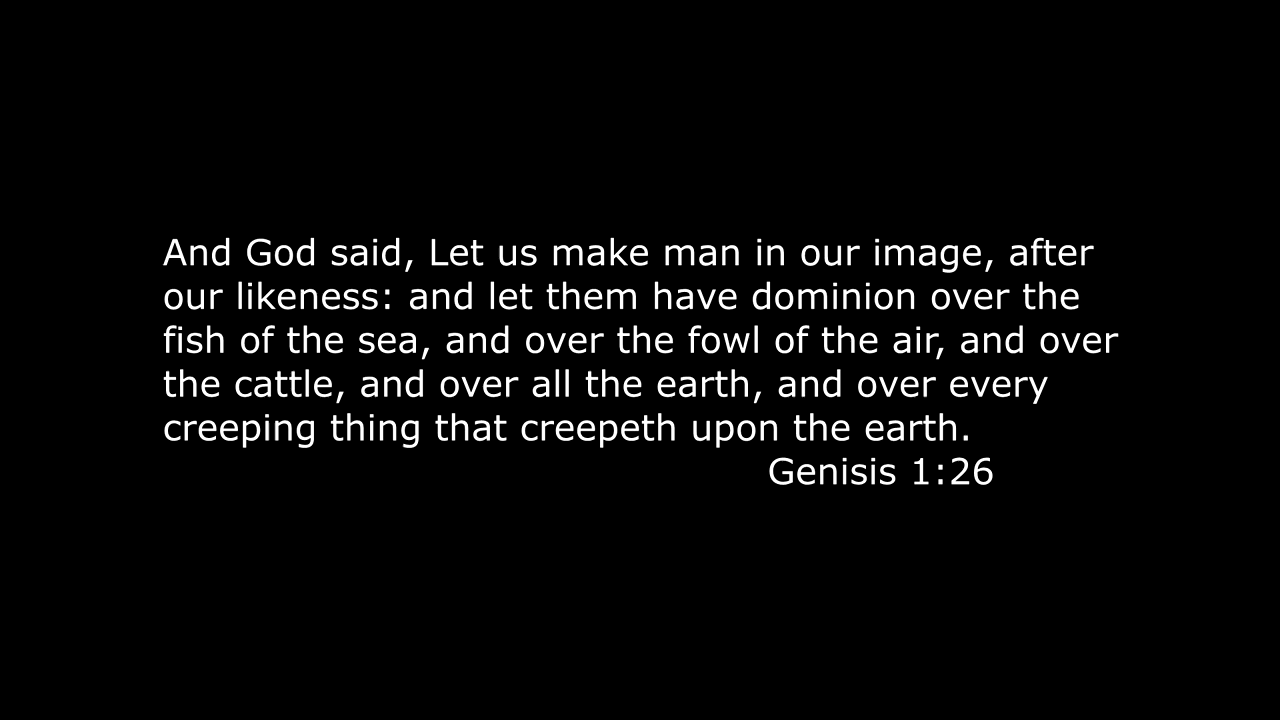 And God said, Let us make man in our image, after
our likeness: and let them have dominion over the
fish of the sea, and over the fowl of the air, and over
the cattle, and over all the earth, and over every
creeping thing that creepeth upon the earth.
Genisis 1:26